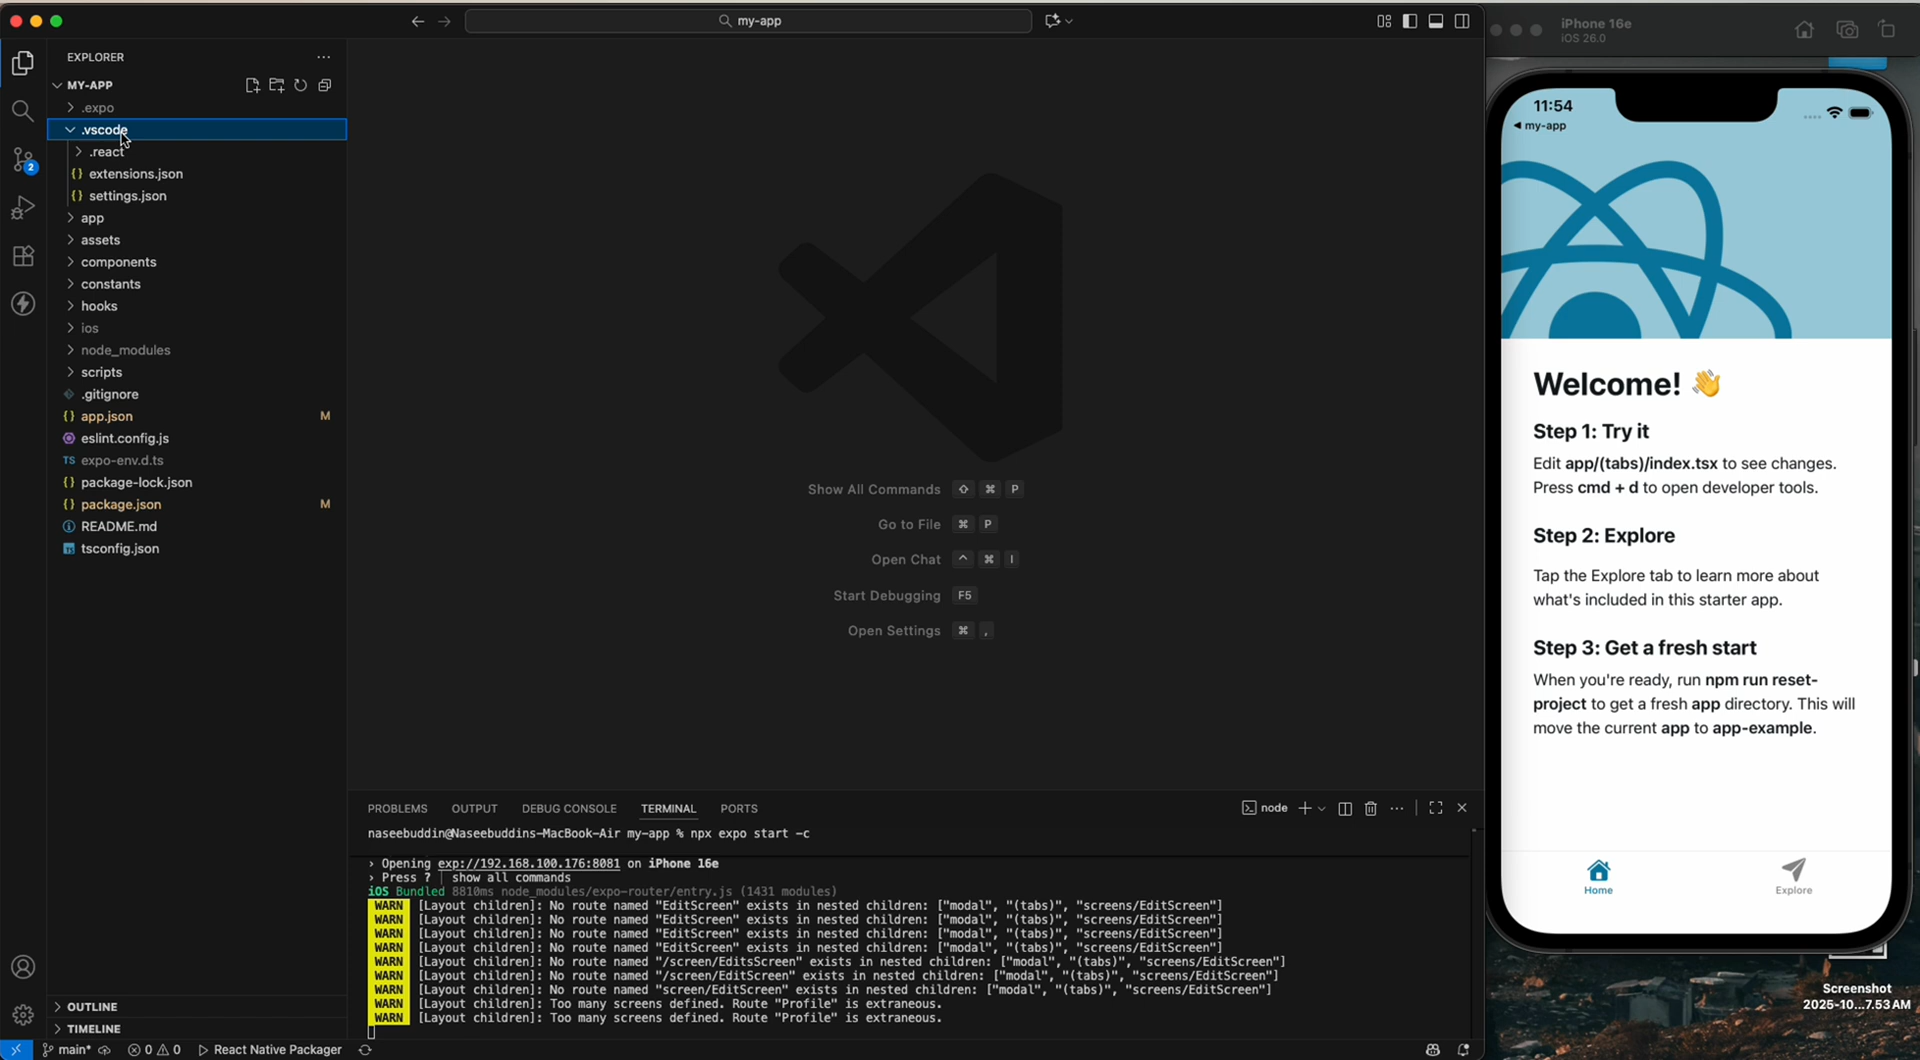 my-app
EXPLORER
MY-APP
.expo
.vscode
.react
{} extensions.json
{} settings.json
app
assets
components
constants
hooks
ios
node_modules
scripts
.gitignore
{} app.json M
eslint.config.js
TS expo-env.d.ts
{} package-lock.json
{} package.json M
README.md
tsconfig.json
OUTLINE
TIMELINE
2
Show All Commands ⇧ ⌘ P
Go to File ⌘ P
Open Chat ^ ⌘ I
Start Debugging F5
Open Settings ⌘ ,
PROBLEMS OUTPUT DEBUG CONSOLE TERMINAL PORTS
node
naseebuddin@Naseebuddins-MacBook-Air my-app % npx expo start -c
› Opening exp://192.168.100.176:8081 on iPhone 16e
› Press ? │ show all commands
iOS Bundled 8810ms node_modules/expo-router/entry.js (1431 modules)
WARN [Layout children]: No route named "EditScreen" exists in nested children: ["modal", "(tabs)", "screens/EditScreen"]
WARN [Layout children]: No route named "EditScreen" exists in nested children: ["modal", "(tabs)", "screens/EditScreen"]
WARN [Layout children]: No route named "EditScreen" exists in nested children: ["modal", "(tabs)", "screens/EditScreen"]
WARN [Layout children]: No route named "EditScreen" exists in nested children: ["modal", "(tabs)", "screens/EditScreen"]
WARN [Layout children]: No route named "/screen/EditsScreen" exists in nested children: ["modal", "(tabs)", "screens/EditScreen"]
WARN [Layout children]: No route named "/screen/EditScreen" exists in nested children: ["modal", "(tabs)", "screens/EditScreen"]
WARN [Layout children]: No route named "screen/EditScreen" exists in nested children: ["modal", "(tabs)", "screens/EditScreen"]
WARN [Layout children]: Too many screens defined. Route "Profile" is extraneous.
WARN [Layout children]: Too many screens defined. Route "Profile" is extraneous.
main* 0 0 React Native Packager
iPhone 16e
iOS 26.0
11:54
my-app
Welcome! 👋
Step 1: Try it
Edit app/(tabs)/index.tsx to see changes.
Press cmd + d to open developer tools.
Step 2: Explore
Tap the Explore tab to learn more about
what's included in this starter app.
Step 3: Get a fresh start
When you're ready, run npm run reset-
project to get a fresh app directory. This will
move the current app to app-example.
Home
Explore
Screenshot
2025-10...7.53 AM